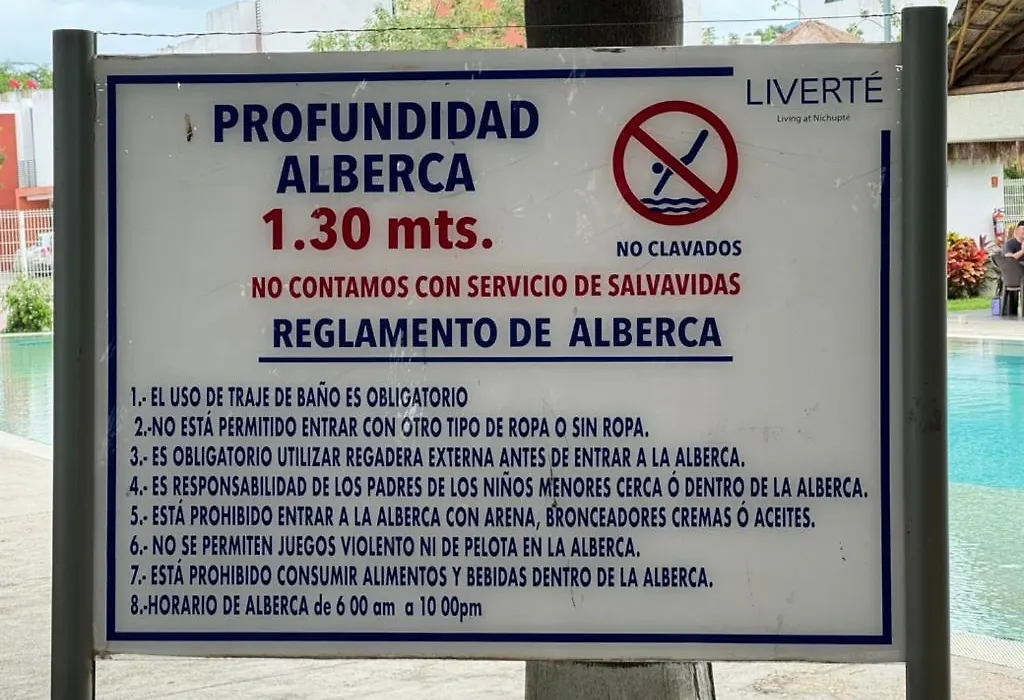 LIVERTÉ
Living at Nichupté
PROFUNDIDAD
ALBERCA
1.30 mts.
NO CLAVADOS
NO CONTAMOS CON SERVICIO DE SALVAVIDAS
REGLAMENTO DE ALBERCA
1.- EL USO DE TRAJE DE BAÑO ES OBLIGATORIO
2.-NO ESTÁ PERMITIDO ENTRAR CON OTRO TIPO DE ROPA O SIN ROPA.
3.- ES OBLIGATORIO UTILIZAR REGADERA EXTERNA ANTES DE ENTRAR A LA ALBERCA.
4.- ES RESPONSABILIDAD DE LOS PADRES DE LOS NIÑOS MENORES CERCA Ó DENTRO DE LA ALBERCA.
5.- ESTÁ PROHIBIDO ENTRAR A LA ALBERCA CON ARENA, BRONCEADORES CREMAS Ó ACEITES.
6.- NO SE PERMITEN JUEGOS VIOLENTO NI DE PELOTA EN LA ALBERCA.
7.- ESTÁ PROHIBIDO CONSUMIR ALIMENTOS Y BEBIDAS DENTRO DE LA ALBERCA.
8.-HORARIO DE ALBERCA de 6 00 am a 10 00pm